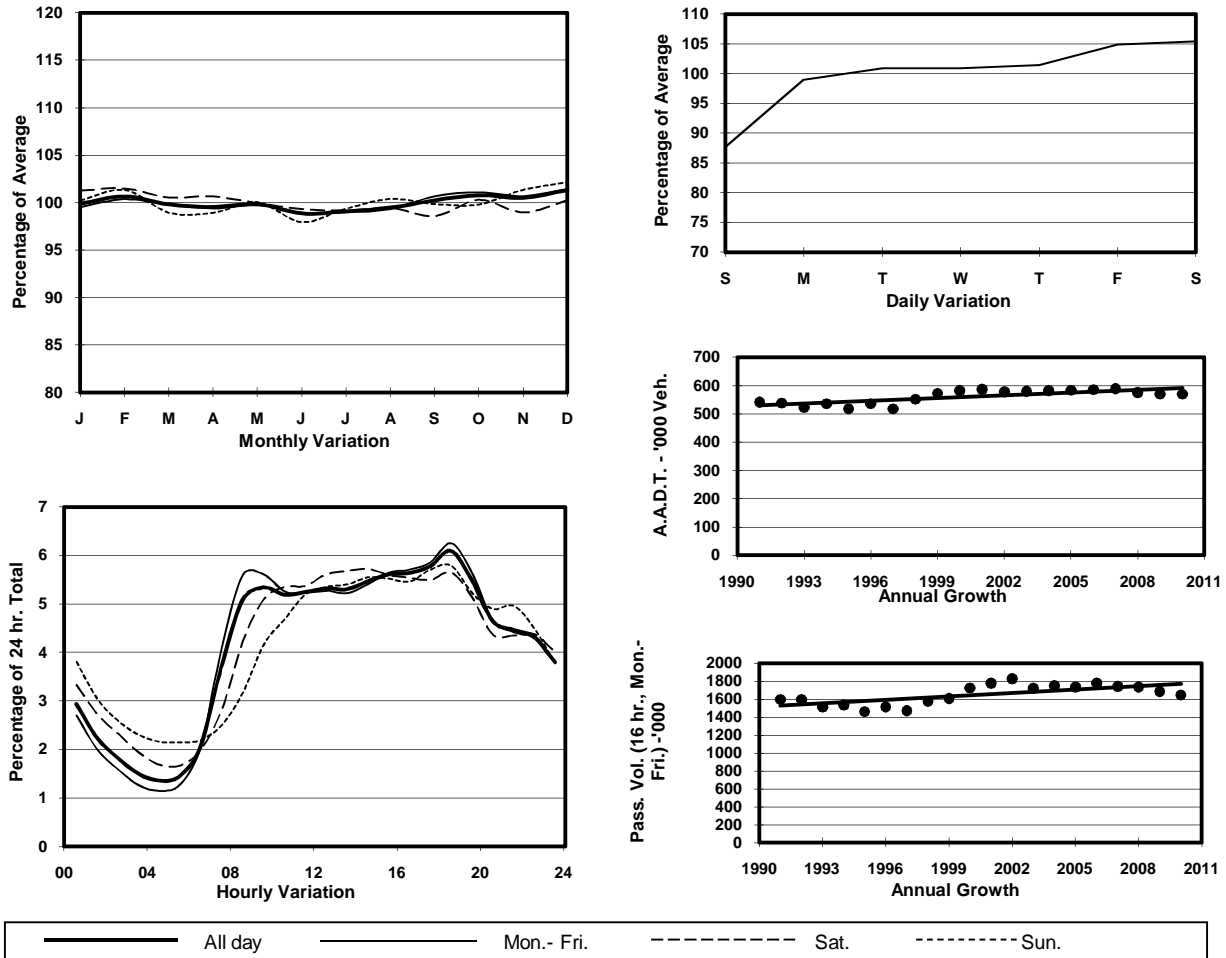 120
115
110
105
100
95
90
85
80
Percentage of Average
J F M A M J J A S O N D
Monthly Variation
110
105
100
95
90
85
80
75
70
Percentage of Average
S M T W T F S
Daily Variation
700
600
500
400
300
200
100
0
A.A.D.T. - '000 Veh.
1990 1993 1996 1999 2002 2005 2008 2011
Annual Growth
7
6
5
4
3
2
1
0
Percentage of 24 hr. Total
00 04 08 12 16 20 24
Hourly Variation
2000
1800
1600
1400
1200
1000
800
600
400
200
0
Pass. Vol. (16 hr., Mon.-
Fri.) -'000
1990 1993 1996 1999 2002 2005 2008 2011
Annual Growth
All day Mon.- Fri. Sat. Sun.